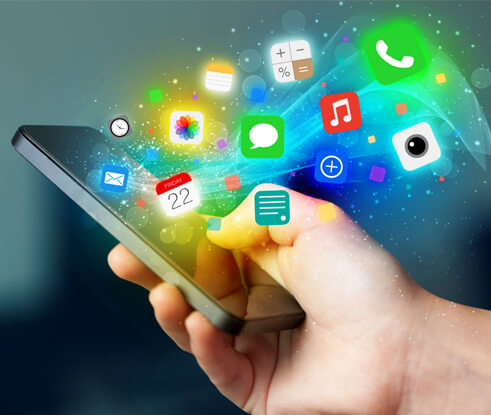 + −
% =
FRIDAY
22